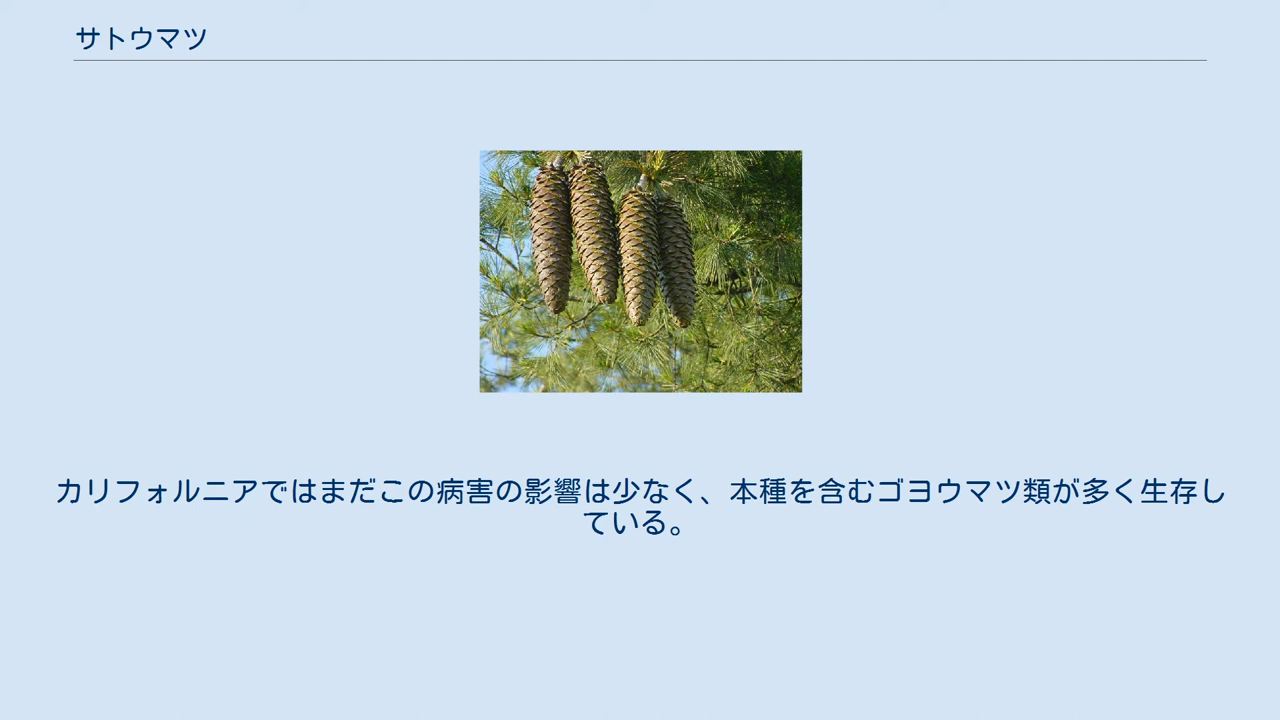 サトウマツ
カリフォルニアではまだこの病害の影響は少なく、本種を含むゴヨウマツ類が多く生存し
ている。